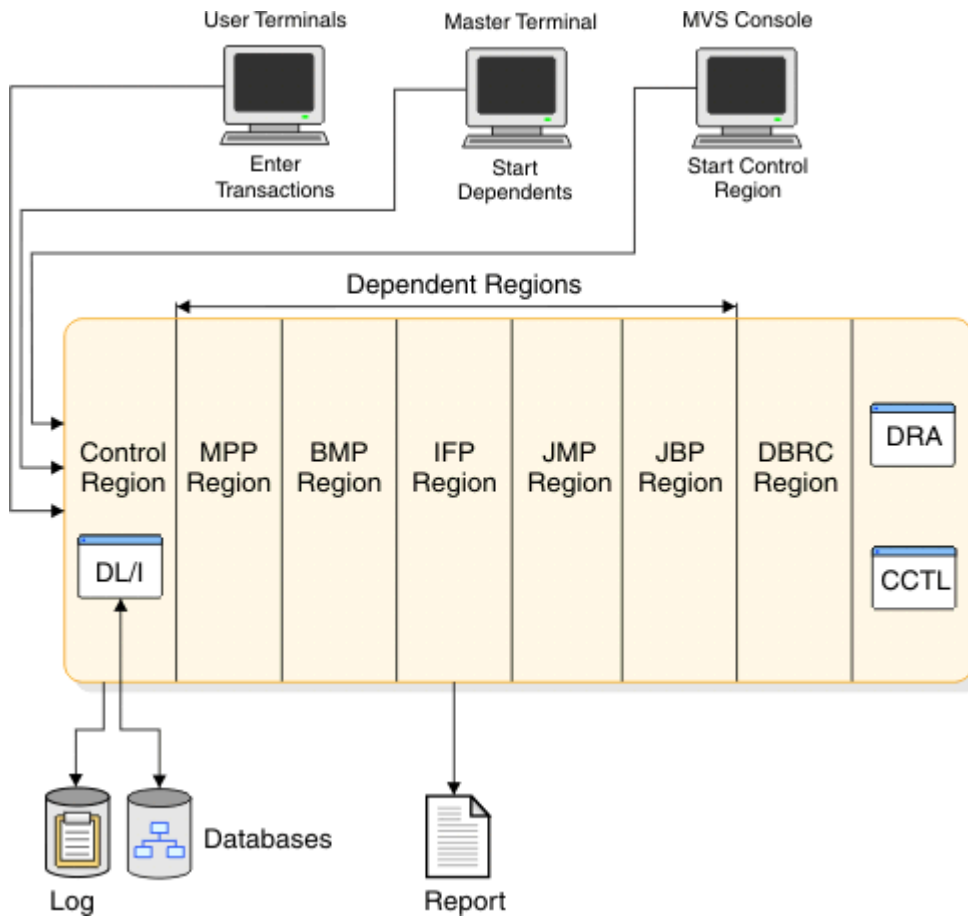 User Terminals
Master Terminal
MVS Console
Enter
Transactions
Start
Dependents
Start Control
Region
Dependent Regions
Control
Region
MPP
Region
BMP
Region
IFP
Region
JMP
Region
JBP
Region
DBRC
Region
DRA
DL/I
CCTL
Databases
Log
Report